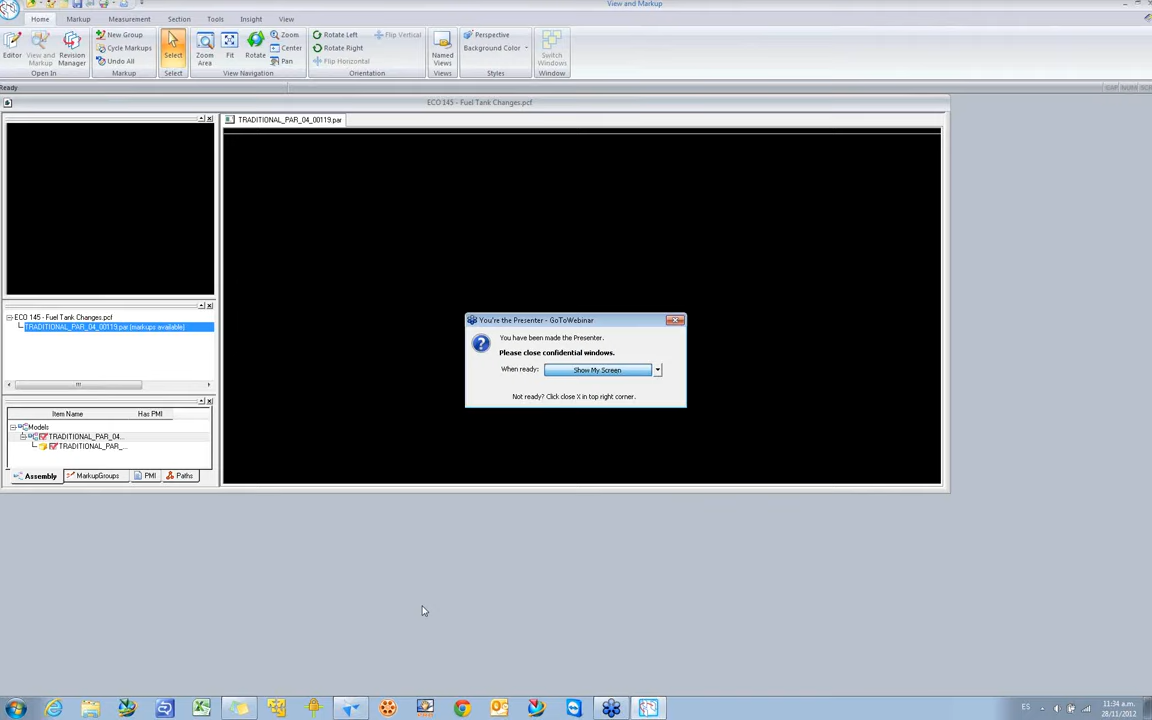 View and Markup
Home Markup Measurement Section Tools Insight View
Editor
View and Markup
Revision Manager
Open In
New Group
Cycle Markups
Undo All
Markup
Select
Select
Zoom Area
Fit
Rotate
Zoom
Center
Pan
View Navigation
Rotate Left
Rotate Right
Flip Vertical
Flip Horizontal
Orientation
Named Views
Views
Perspective
Background Color
Styles
Switch Windows
Window
Ready
ECO 145 - Fuel Tank Changes.pcf
TRADITIONAL_PAR_04_00119.par
ECO 145 - Fuel Tank Changes.pcf
TRADITIONAL_PAR_04_00119.par (markups available)
Item Name Has PMI
Models
TRADITIONAL_PAR_04...
TRADITIONAL_PAR_...
Assembly MarkupGroups PMI Paths
You're the Presenter - GoToWebinar
You have been made the Presenter.
Please close confidential windows.
When ready: Show My Screen
Not ready? Click close X in top right corner.
ES
11:34 a.m.
28/11/2012